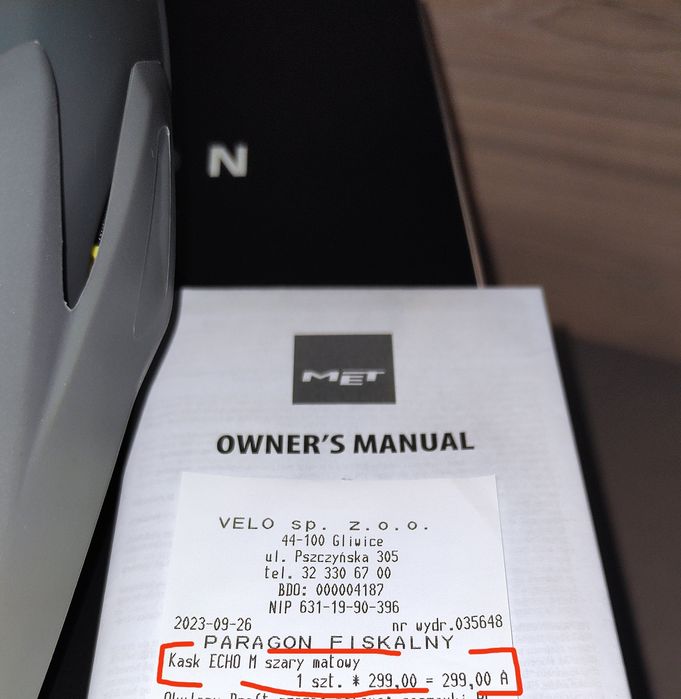 N
MET
OWNER'S MANUAL
VELO sp. z.o.o.
44-100 Gliwice
ul. Pszczyńska 305
tel. 32 330 67 00
BDO: 000004187
NIP 631-19-90-396
2023-09-26 nr wydr.035648
PARAGON FISKALNY
Kask ECHO M szary matowy
1 szt. * 299,00 = 299,00 A